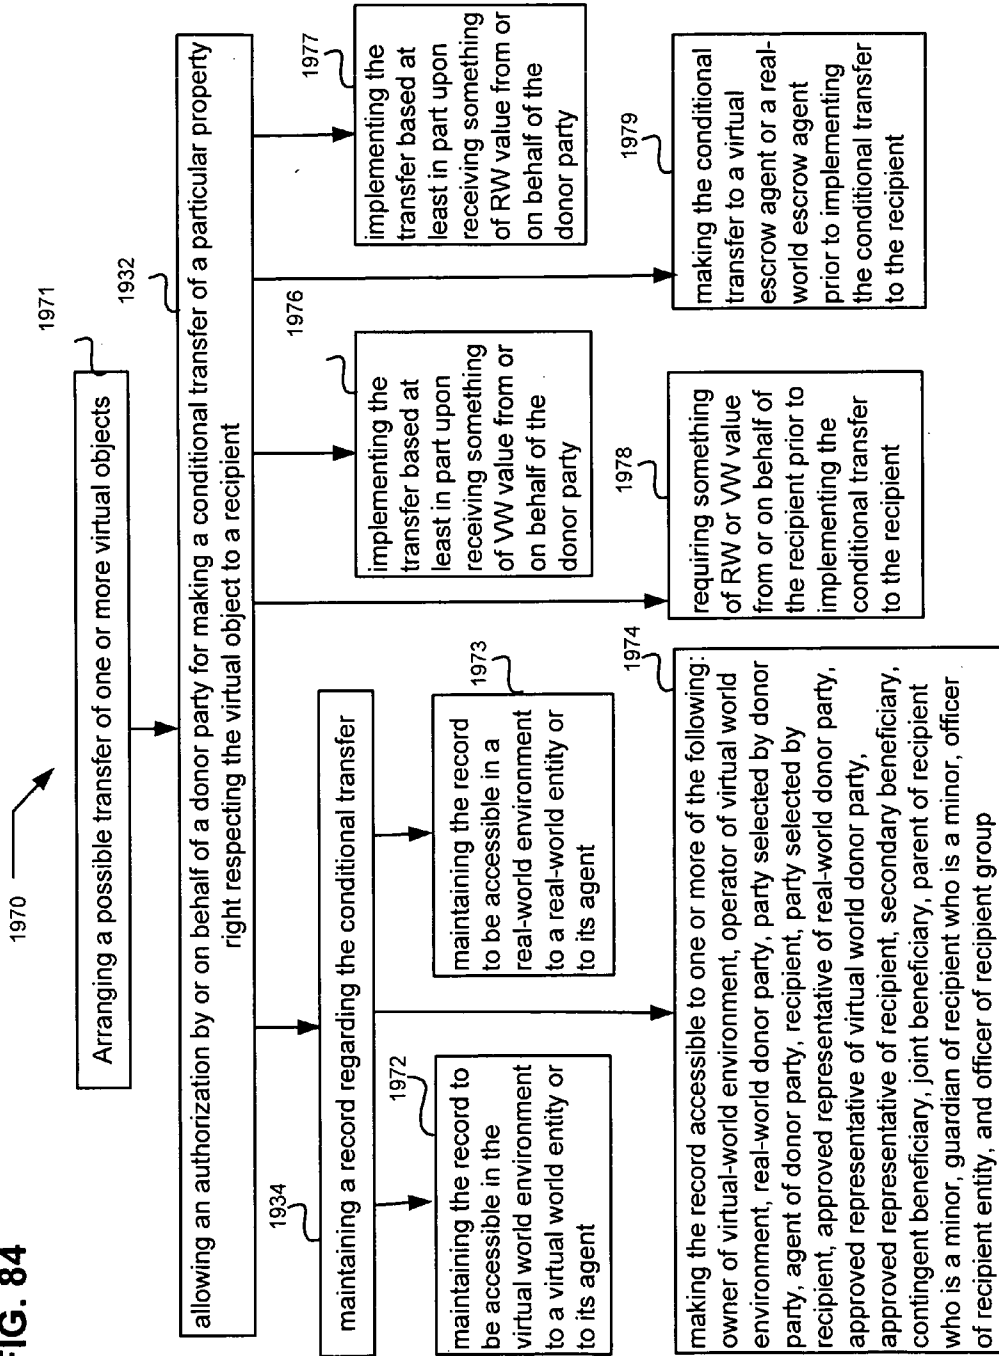 FIG. 84
1970
1971
Arranging a possible transfer of one or more virtual objects
1932
allowing an authorization by or on behalf of a donor party for making a conditional transfer of a particular property
right respecting the virtual object to a recipient
1934
maintaining a record regarding the conditional transfer
1976
implementing the
transfer based at
least in part upon
receiving something
of VW value from or
on behalf of the
donor party
1977
implementing the
transfer based at
least in part upon
receiving something
of RW value from or
on behalf of the
donor party
1972
maintaining the record to
be accessible in the
virtual world environment
to a virtual world entity or
to its agent
1973
maintaining the record
to be accessible in a
real-world environment
to a real-world entity or
to its agent
1974
making the record accessible to one or more of the following:
owner of virtual-world environment, operator of virtual world
environment, real-world donor party, party selected by donor
party, agent of donor party, recipient, party selected by
recipient, approved representative of real-world donor party,
approved representative of virtual world donor party,
approved representative of recipient, secondary beneficiary,
contingent beneficiary, joint beneficiary, parent of recipient
who is a minor, guardian of recipient who is a minor, officer
of recipient entity, and officer of recipient group
1978
requiring something
of RW or VW value
from or on behalf of
the recipient prior to
implementing the
conditional transfer
to the recipient
1979
making the conditional
transfer to a virtual
escrow agent or a real-
world escrow agent
prior to implementing
the conditional transfer
to the recipient